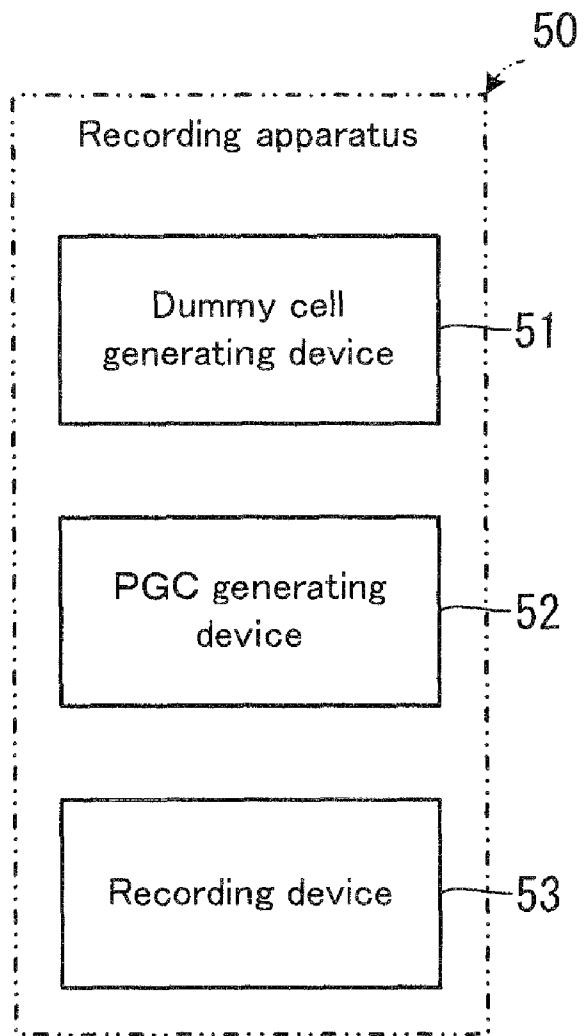 50
Recording apparatus
Dummy cell
generating device
51
PGC generating
device
52
Recording device
53